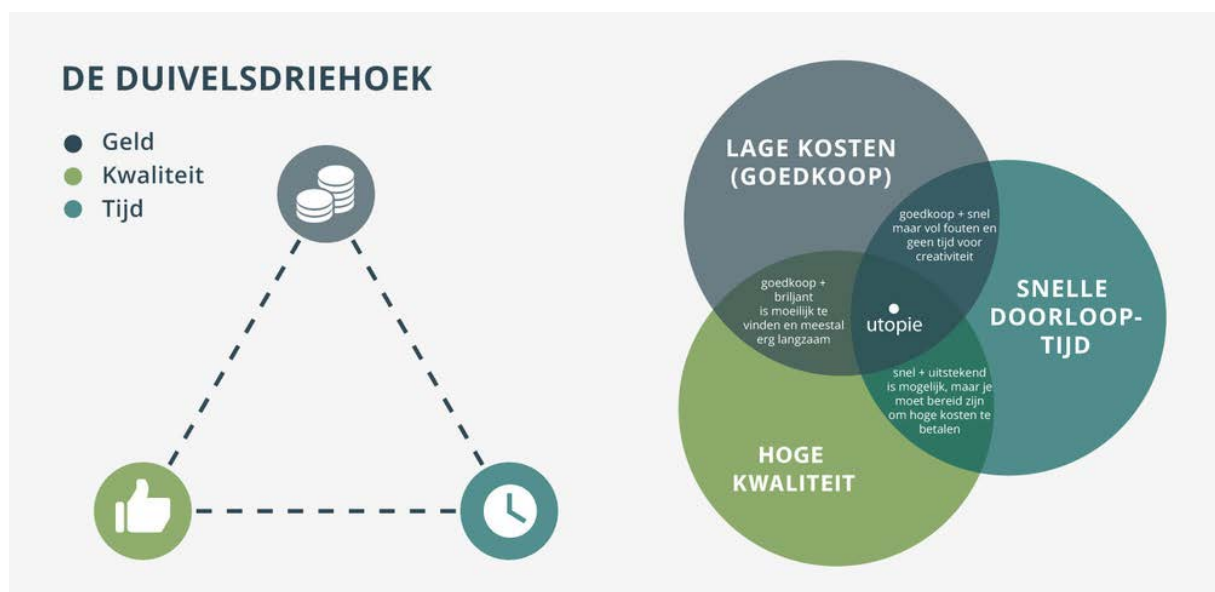 DE DUIVELSDRIEHOEK
Geld
Kwaliteit
Tijd
LAGE KOSTEN
(GOEDKOOP)
goedkoop + snel
maar vol fouten en
geen tijd voor
creativiteit
SNELLE
DOORLOOP-
TIJD
goedkoop +
briljant
is moeilijk te
vinden en meestal
erg langzaam
utopie
snel + uitstekend
is mogelijk, maar je
moet bereid zijn
om hoge kosten te
betalen
HOGE
KWALITEIT